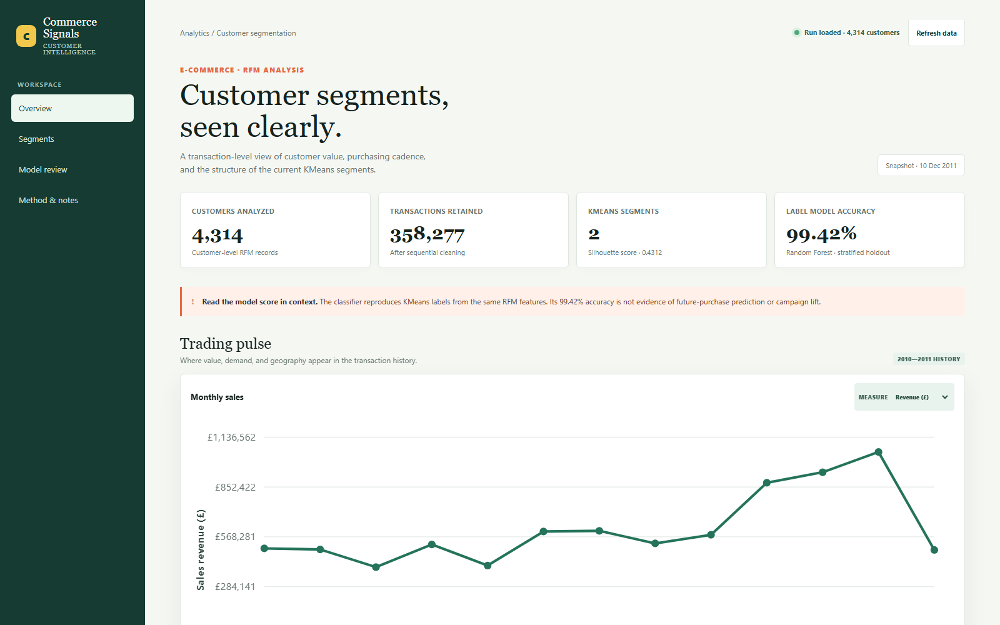 C
Commerce
Signals
CUSTOMER
INTELLIGENCE
WORKSPACE
Overview
Segments
Model review
Method & notes
Analytics / Customer segmentation
Run loaded · 4,314 customers
Refresh data
E-COMMERCE · RFM ANALYSIS
Customer segments,
seen clearly.
A transaction-level view of customer value, purchasing cadence,
and the structure of the current KMeans segments.
Snapshot · 10 Dec 2011
CUSTOMERS ANALYZED
4,314
Customer-level RFM records
TRANSACTIONS RETAINED
358,277
After sequential cleaning
KMEANS SEGMENTS
2
Silhouette score · 0.4312
LABEL MODEL ACCURACY
99.42%
Random Forest · stratified holdout
! Read the model score in context. The classifier reproduces KMeans labels from the same RFM features. Its 99.42% accuracy is not evidence of future-purchase prediction or campaign lift.
Trading pulse
Where value, demand, and geography appear in the transaction history.
2010—2011 HISTORY
Monthly sales
MEASURE Revenue (£)
£1,136,562
£852,422
£568,281
£284,141
Sales revenue (£)